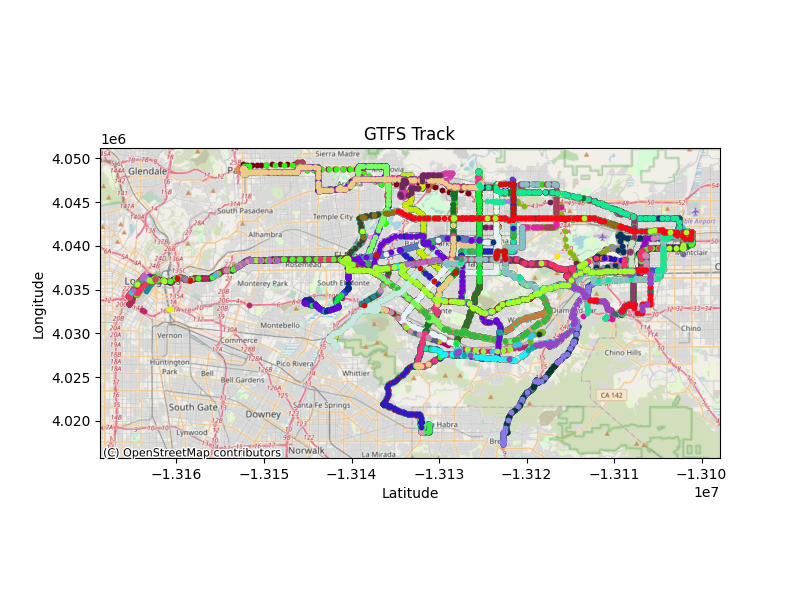 GTFS Track
1e6
4.050
4.045
4.040
4.035
4.030
4.025
4.020
Longitude
Sierra Madre
Glendale
South Pasadena
Temple City
Alhambra
Rosemead
Monterey Park
South El Monte
Montebello
Vernon
Commerce
Huntington
Park
Bell
Bell Gardens
Pico Rivera
Whittier
Chino
Chino Hills
CA 142
South Gate
Downey
Santa Fe Springs
Lynwood
Norwalk
La Mirada
Habra
(C) OpenStreetMap contributors
−1.316
−1.315
−1.314
−1.313
−1.312
−1.311
−1.310
Latitude
1e7